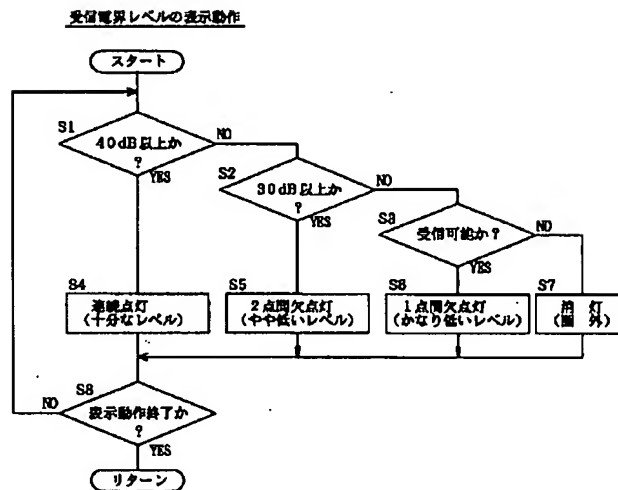 受信電界レベルの表示動作
スタート
S1
40dB以上か
?
NO
YES
S2
30dB以上か
?
NO
YES
S3
受信可能か?
NO
YES
S4
連続点灯
(十分なレベル)
S5
2点間欠点灯
(やや低いレベル)
S6
1点間欠点灯
(かなり低いレベル)
S7
消灯
(圏外)
S8
表示動作終了か
?
NO
YES
リターン